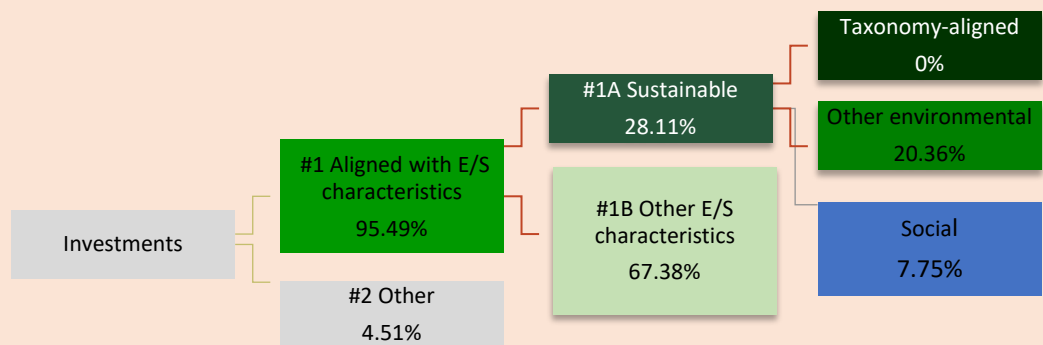 Investments
#1 Aligned with E/S
characteristics
95.49%
#2 Other
4.51%
#1A Sustainable
28.11%
#1B Other E/S
characteristics
67.38%
Taxonomy-aligned
0%
Other environmental
20.36%
Social
7.75%